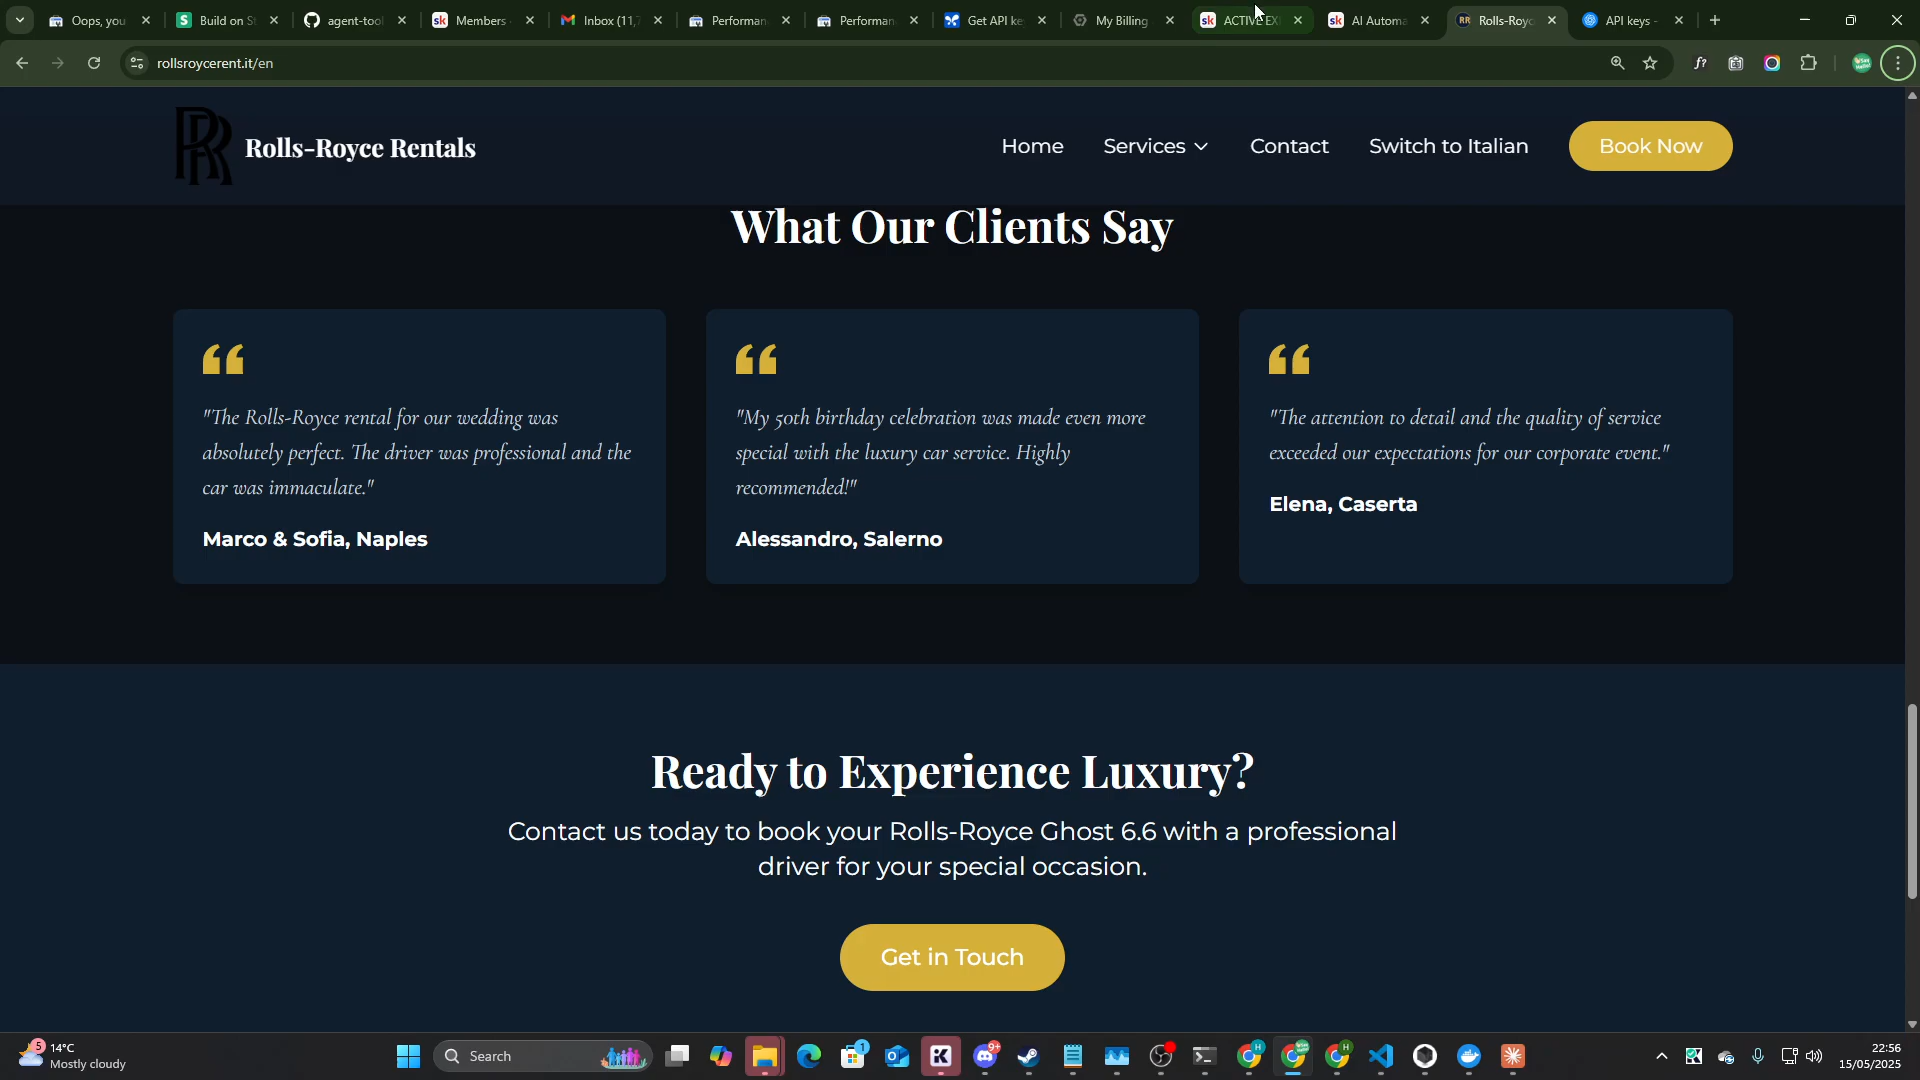 Oops, you
Build on St
agent-tool
Members
Inbox (11,
Performan
Performan
Get API ke
My Billing
ACTIVE EX
AI Automa
Rolls-Royc
API keys -
rollsroycerent.it/en
RR
Rolls-Royce Rentals
Home
Services
Contact
Switch to Italian
Book Now
What Our Clients Say
"The Rolls-Royce rental for our wedding was
absolutely perfect. The driver was professional and the
car was immaculate."
Marco & Sofia, Naples
"My 50th birthday celebration was made even more
special with the luxury car service. Highly
recommended!"
Alessandro, Salerno
"The attention to detail and the quality of service
exceeded our expectations for our corporate event."
Elena, Caserta
Ready to Experience Luxury?
Contact us today to book your Rolls-Royce Ghost 6.6 with a professional
driver for your special occasion.
Get in Touch
5
14°C
Mostly cloudy
Search
1
9+
22:56
15/05/2025